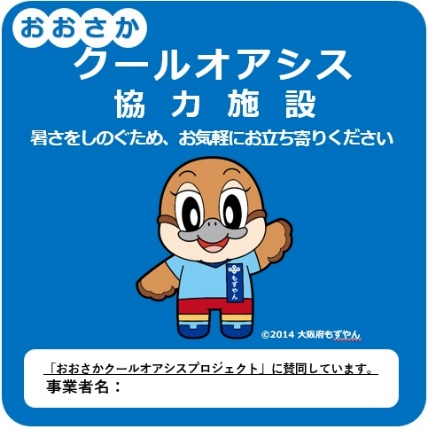 おおさか
クールオアシス
協力施設
暑さをしのぐため、お気軽にお立ち寄りください
もずやん
©2014 大阪府もずやん
「おおさかクールオアシスプロジェクト」に賛同しています。
事業者名：